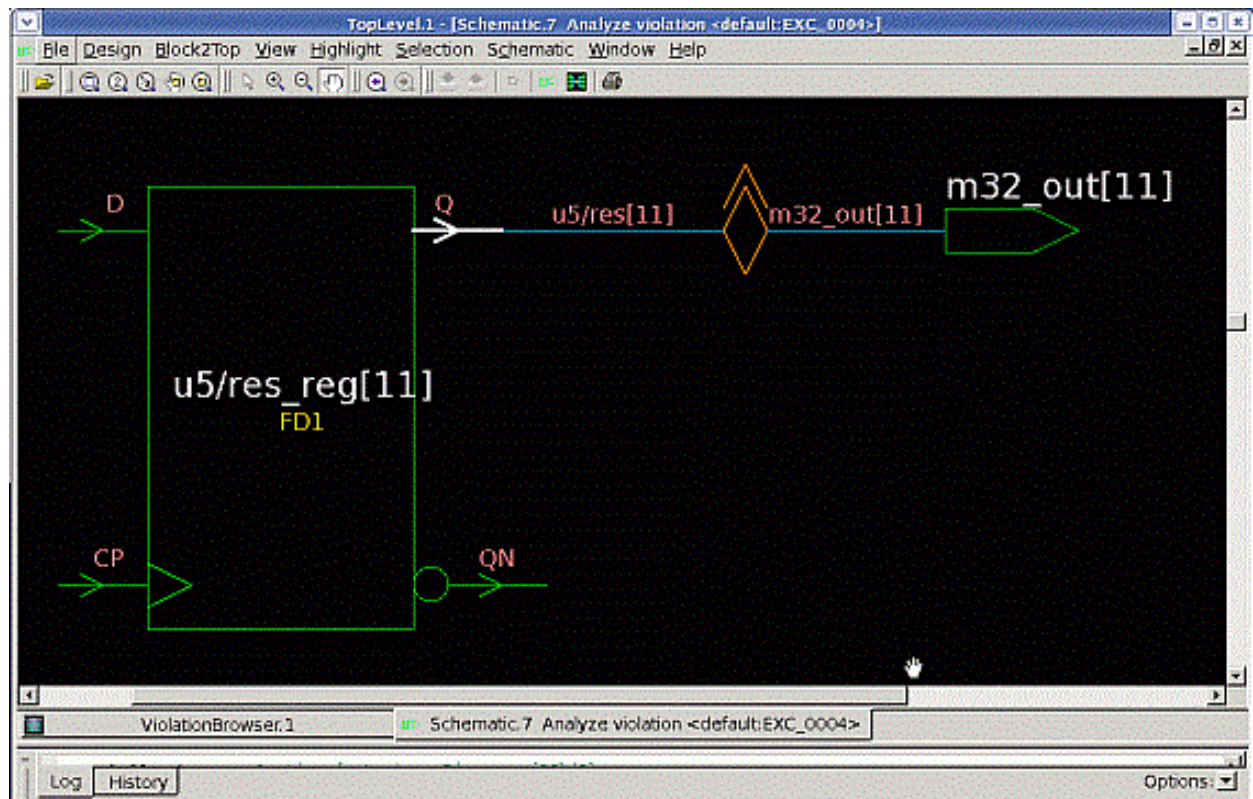 TopLevel.1 - [Schematic.7 Analyze violation <default:EXC_0004>]
File Design Block2Top View Highlight Selection Schematic Window Help
m32_out[11]
D Q u5/res[11] m32_out[11]
u5/res_reg[11]
FD1
CP QN
ViolationBrowser.1 Schematic.7 Analyze violation <default:EXC_0004>
Log History Options: